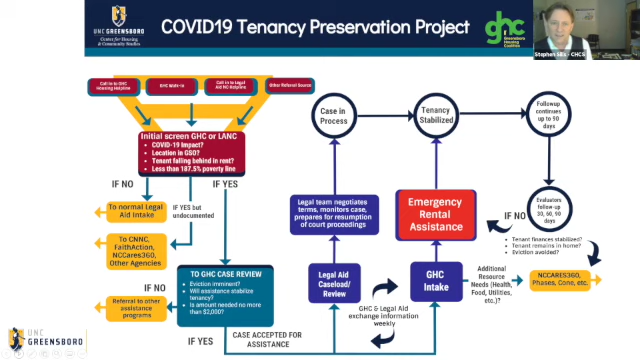 UNC GREENSBORO
Center for Housing
& Community Studies
COVID19 Tenancy Preservation Project
ghc
Greensboro
Housing
Coalition
Stephen Sills - CHCS
Call in to GHC
Housing Helpline
GHC Walk-in
Call in to Legal
Aid NC Helpline
Other Referral Source
Initial screen GHC or LANC
• COVID-19 Impact?
• Location is GSO?
• Tenant falling behind in rent?
• Less than 187.5% poverty line
IF NO
IF YES but
undocumented
IF YES
To normal Legal
Aid Intake
To CNNC,
FaithAction,
NCCares360,
Other Agencies
TO GHC CASE REVIEW
• Eviction imminent?
• Will assistance stabilize
tenancy?
• Is amount needed no more
than $2,000?
IF NO
Referral to other
assistance
programs
IF YES
CASE ACCEPTED FOR
ASSISTANCE
Case in
Process
Tenancy
Stabilized
Followup
continues
up to 90
days
Legal team negotiates
terms, monitors case,
prepares for resumption of
court proceedings
Emergency
Rental
Assistance
IF NO
Evaluators
follow up
30, 60, 90
days
• Tenant finances stabilized?
• Tenant remains in home?
• Eviction avoided?
Legal Aid
Caseload/
Review
GHC
Intake
Additional
Resource
Needs (Health,
Food, Utilities,
etc.)?
NCCARES360,
Phases, Cone, etc.
GHC & Legal Aid
exchange information
weekly
UNC
GREENSBORO